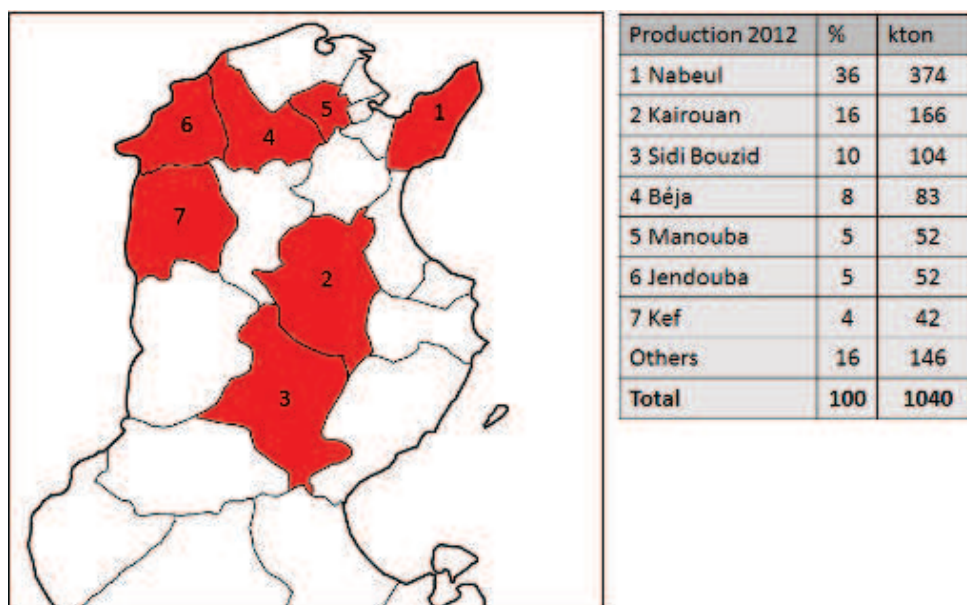 6
4
5
1
7
2
3
Production 2012 % kton
1 Nabeul 36 374
2 Kairouan 16 166
3 Sidi Bouzid 10 104
4 Béja 8 83
5 Manouba 5 52
6 Jendouba 5 52
7 Kef 4 42
Others 16 146
Total 100 1040